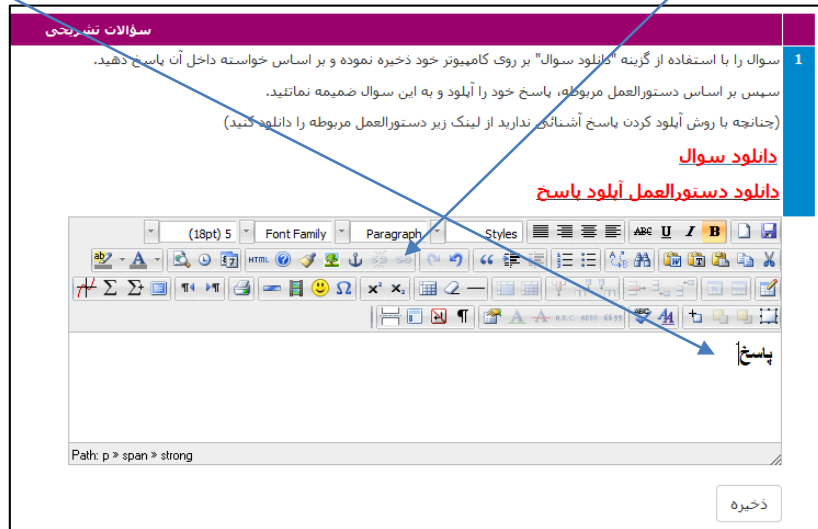 سؤالات تشریحی
1 سوال را با استفاده از گزینه "دانلود سوال" بر روی کامپیوتر خود ذخیره نموده و بر اساس خواسته داخل آن پاسخ دهید.
سپس بر اساس دستورالعمل مربوطه، پاسخ خود را آپلود و به این سوال ضمیمه نمائید.
(چنانچه با روش آپلود کردن پاسخ آشنائی ندارید از لینک زیر دستورالعمل مربوطه را دانلود کنید)
دانلود سوال
دانلود دستورالعمل آپلود پاسخ
5 (18pt) Font Family Paragraph Styles ABC U I B
HTML
پاسخ
Path: p » span » strong
ذخیره